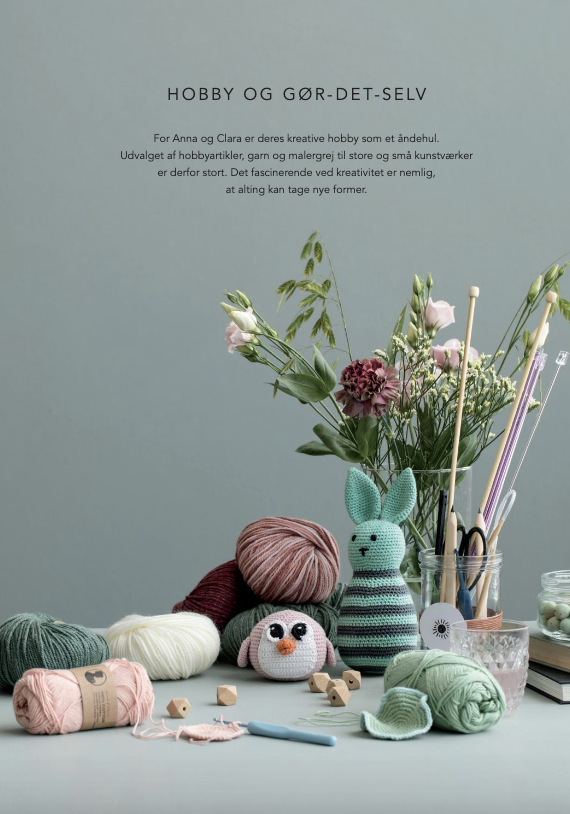 HOBBY OG GØR-DET-SELV
For Anna og Clara er deres kreative hobby som et åndehul.
Udvalget af hobbyartikler, garn og malergrej til store og små kunstværker
er derfor stort. Det fascinerende ved kreativitet er nemlig,
at alting kan tage nye former.